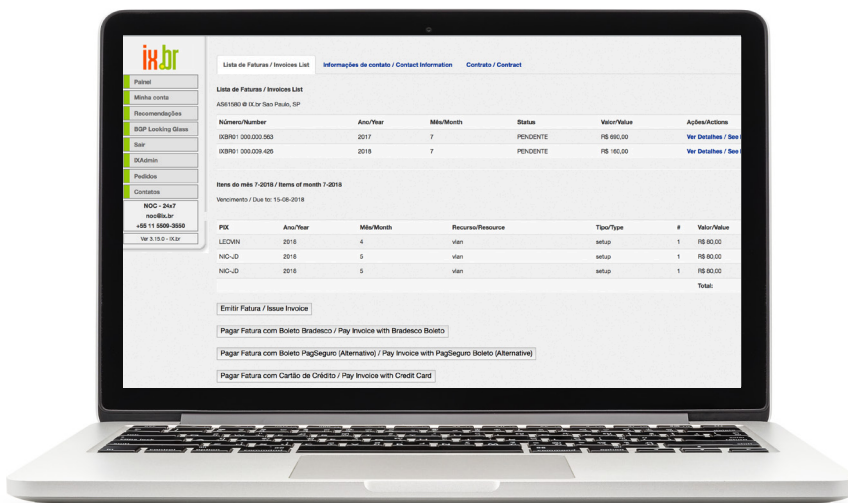 ix.br
Painel
Minha conta
Recomendações
BGP Looking Glass
Sair
IXAdmin
Pedidos
Contatos
NOC - 24x7
noc@ix.br
+55 11 5509-3550
Ver 3.15.0 - IX.br
Lista de Faturas / Invoices List Informações de contato / Contact Information Contrato / Contract
Lista de Faturas / Invoices List
AS61580 @ IX.br Sao Paulo, SP
Número/Number Ano/Year Mês/Month Status Valor/Value Ações/Actions
IXBR01 000.000.563 2017 7 PENDENTE R$ 690,00 Ver Detalhes / See
IXBR01 000.009.426 2018 7 PENDENTE R$ 160,00 Ver Detalhes / See
Itens do mês 7-2018 / Items of month 7-2018
Vencimento / Due to: 15-08-2018
PIX Ano/Year Mês/Month Recurso/Resource Tipo/Type # Valor/Value
LEOVIN 2018 4 vlan setup 1 R$ 80,00
NIC-JD 2018 5 vlan setup 1 R$ 80,00
NIC-JD 2018 5 vlan setup 1 R$ 80,00
Total:
Emitir Fatura / Issue Invoice
Pagar Fatura com Boleto Bradesco / Pay Invoice with Bradesco Boleto
Pagar Fatura com Boleto PagSeguro (Alternativo) / Pay Invoice with PagSeguro Boleto (Alternative)
Pagar Fatura com Cartão de Crédito / Pay Invoice with Credit Card